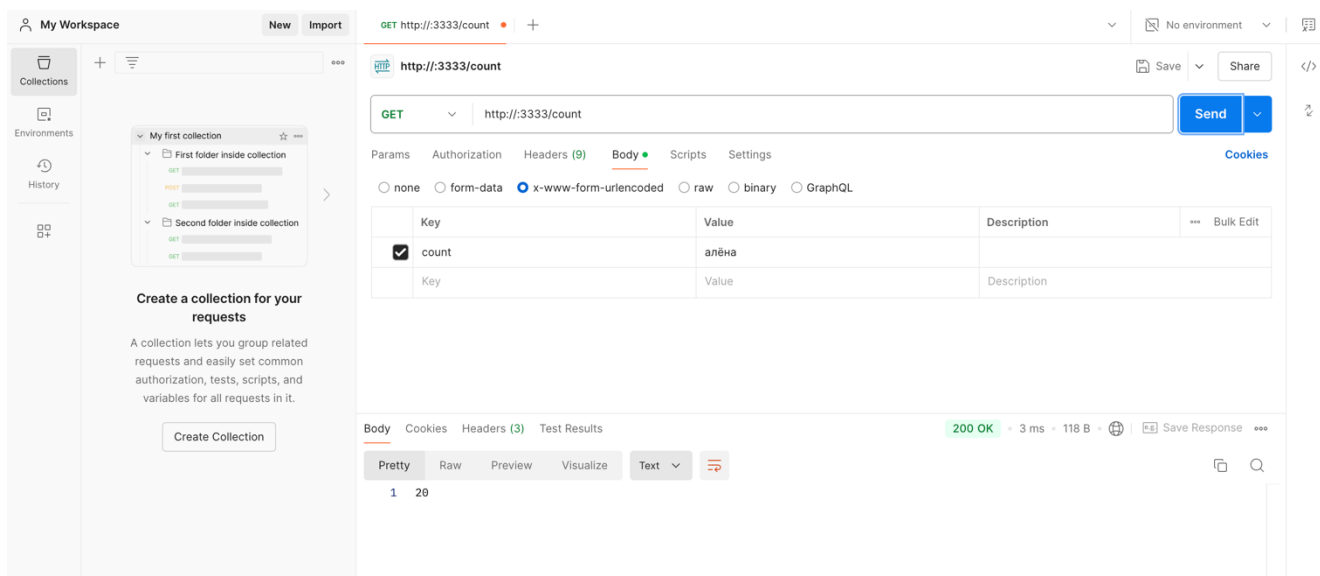 My Workspace
New
Import
GET http://:3333/count
No environment
Collections
Environments
History
My first collection
First folder inside collection
GET
POST
GET
Second folder inside collection
GET
GET
Create a collection for your
requests
A collection lets you group related
requests and easily set common
authorization, tests, scripts, and
variables for all requests in it.
Create Collection
HTTP http://:3333/count
Save
Share
GET
http://:3333/count
Send
Params Authorization Headers (9) Body Scripts Settings
Cookies
none form-data x-www-form-urlencoded raw binary GraphQL
Key Value Description Bulk Edit
count алёна
Key Value Description
Body Cookies Headers (3) Test Results
200 OK 3 ms 118 B
e.g. Save Response
Pretty Raw Preview Visualize Text
1 20